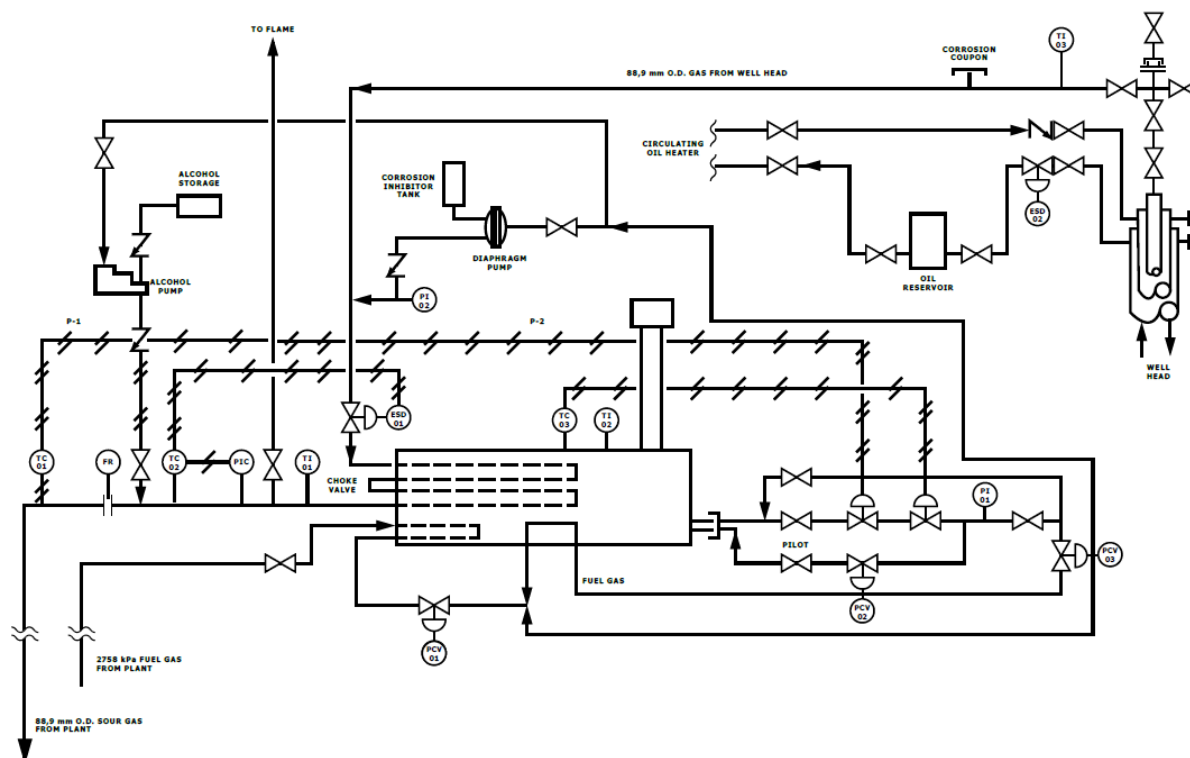 TO FLAME
TI
03
CORROSION
COUPON
88,9 mm O.D. GAS FROM WELL HEAD
CIRCULATING
OIL HEATER
ALCOHOL
STORAGE
CORROSION
INHIBITOR
TANK
ESD
02
DIAPHRAGM
PUMP
OIL
RESERVOIR
ALCOHOL
PUMP
PI
02
P-1
P-2
WELL
HEAD
ESD
01
TC
03
TI
02
TC
01
FR
TC
02
PIC
TI
01
CHOKE
VALVE
PI
01
PILOT
PCV
03
FUEL GAS
PCV
02
PCV
01
2758 kPa FUEL GAS
FROM PLANT
88,9 mm O.D. SOUR GAS
FROM PLANT